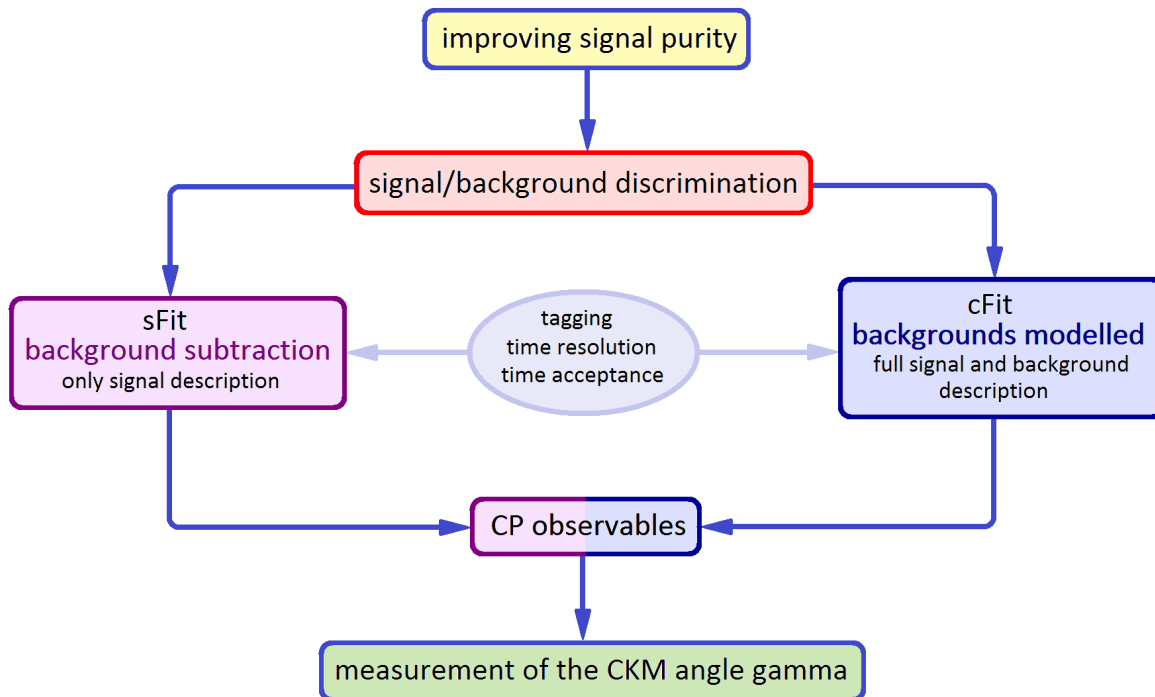 improving signal purity
signal/background discrimination
sFit
background subtraction
only signal description
tagging
time resolution
time acceptance
cFit
backgrounds modelled
full signal and background
description
CP observables
measurement of the CKM angle gamma